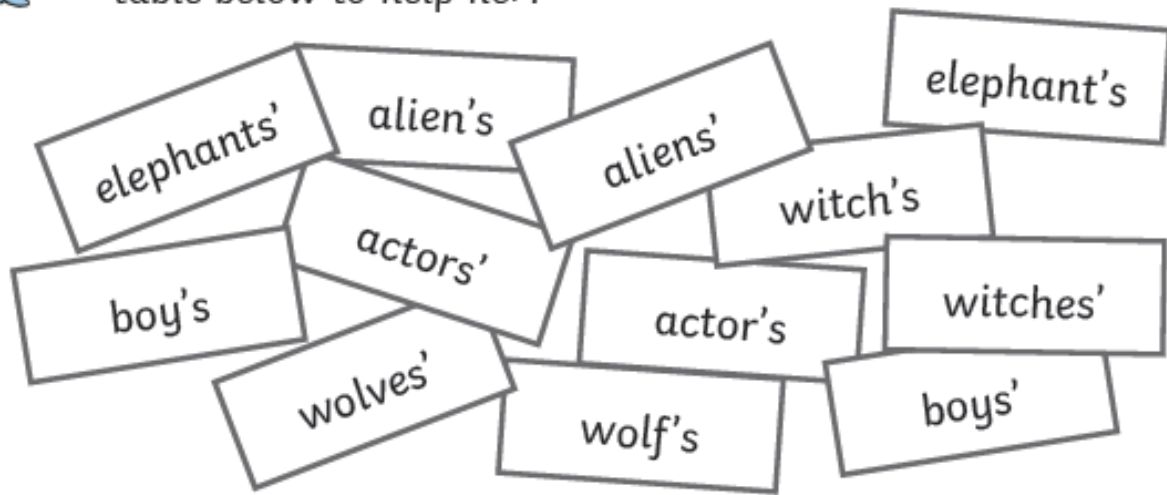 table below to help her.
elephants'
alien's
aliens'
elephant's
witch's
actors'
boy's
actor's
witches'
wolves'
wolf's
boys'